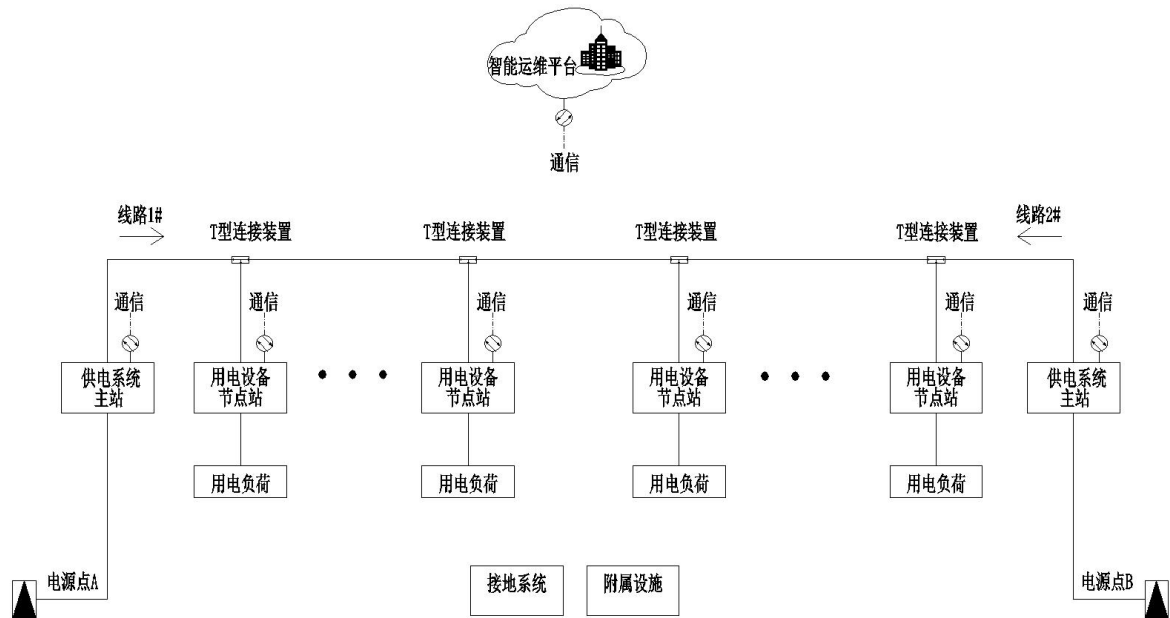 智能运维平台
通信
线路1#
线路2#
T型连接装置
T型连接装置
T型连接装置
T型连接装置
通信
通信
通信
通信
通信
通信
供电系统
主站
用电设备
节点站
用电设备
节点站
用电设备
节点站
用电设备
节点站
供电系统
主站
用电负荷
用电负荷
用电负荷
用电负荷
电源点A
接地系统
附属设施
电源点B